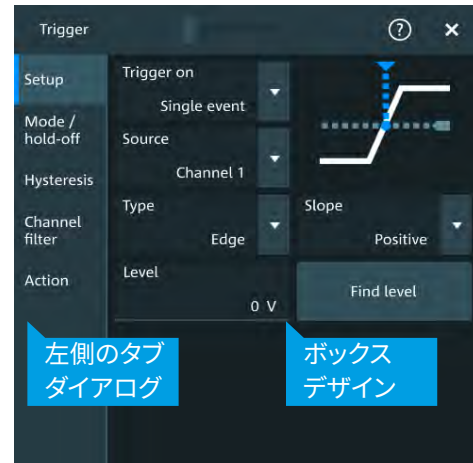 Trigger
?
×
Setup
Mode /
hold-off
Hysteresis
Channel
filter
Action
Trigger on
Single event
Source
Channel 1
Type
Edge
Slope
Positive
Level
0 V
Find level
左側のタブ
ダイアログ
ボックス
デザイン